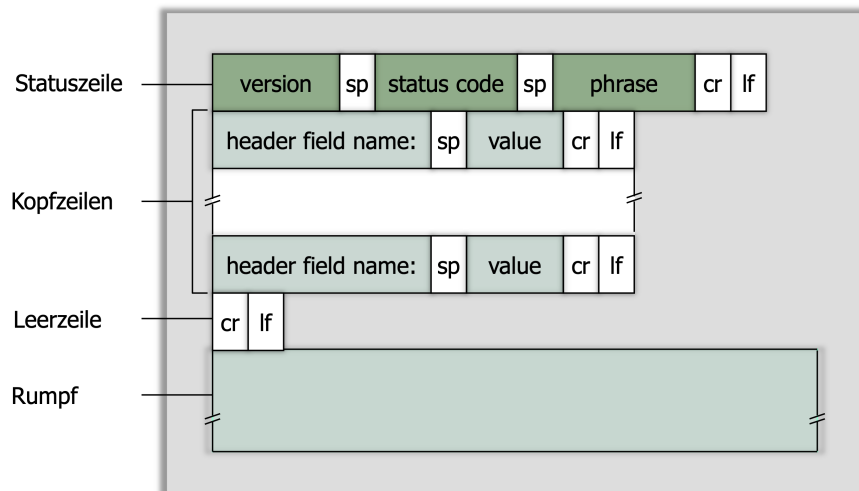 Statuszeile version sp status code sp phrase cr lf
header field name: sp value cr lf
Kopfzeilen
header field name: sp value cr lf
Leerzeile cr lf
Rumpf